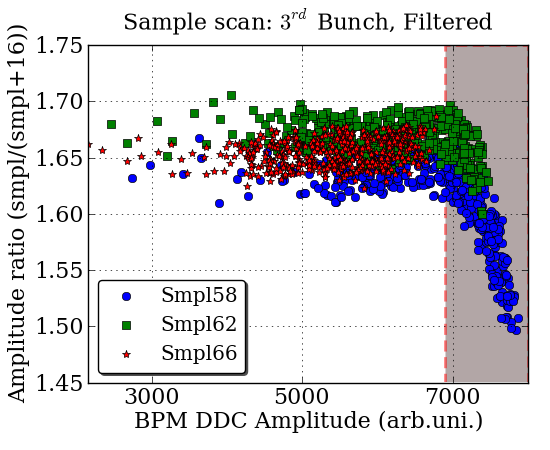 Sample scan: 3rd Bunch, Filtered
Amplitude ratio (smpl/(smpl+16))
1.75
1.70
1.65
1.60
1.55
1.50
1.45
Smpl58
Smpl62
Smpl66
3000 5000 7000
BPM DDC Amplitude (arb.uni.)